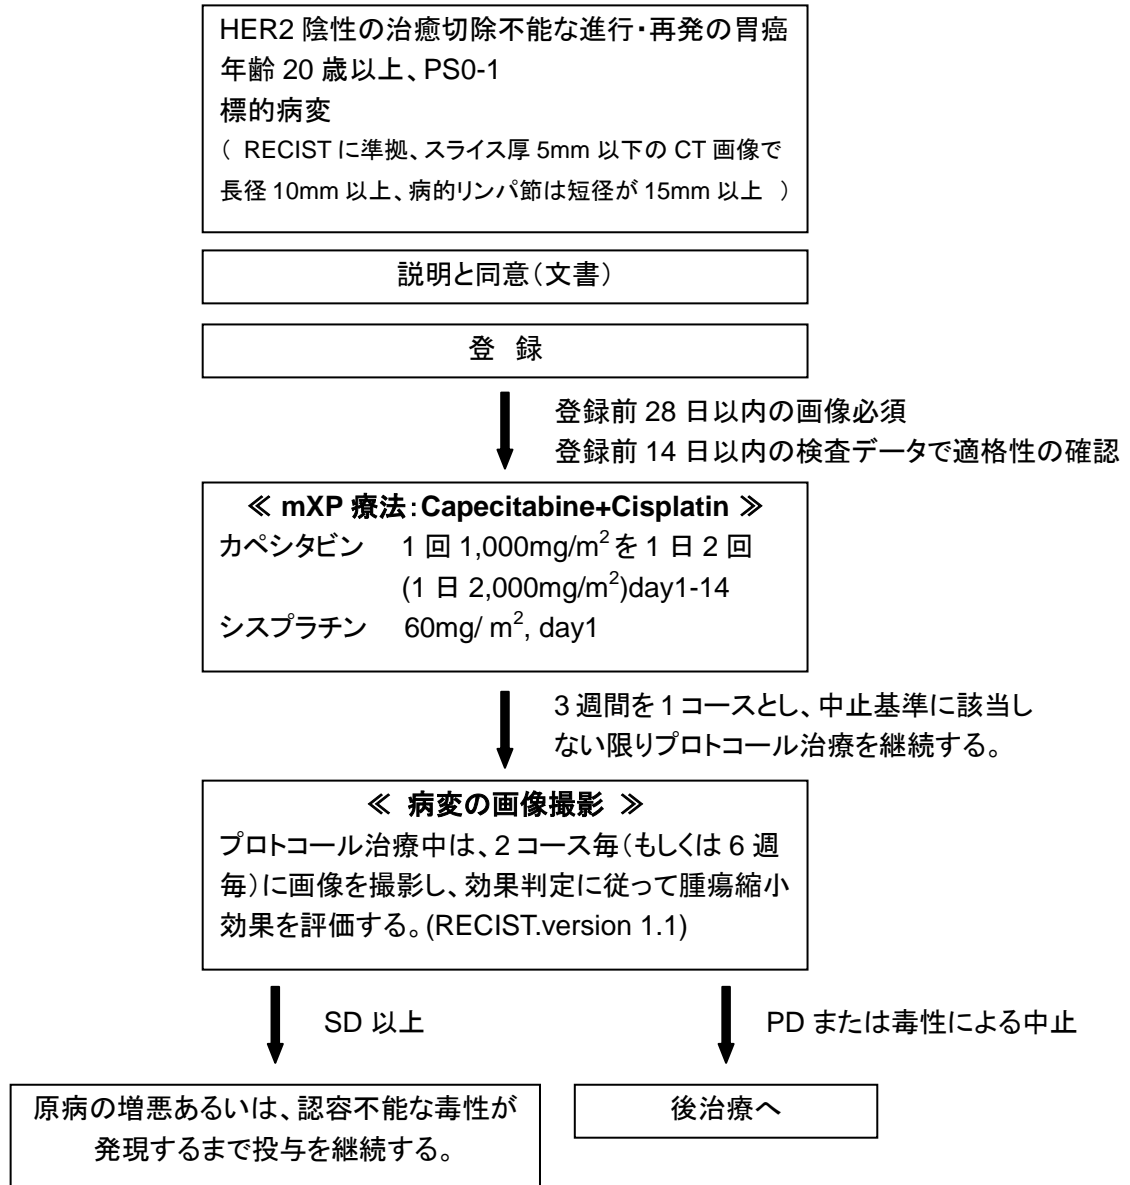 HER2 陰性の治癒切除不能な進行・再発の胃癌
年齢 20 歳以上、PS0-1
標的病変
（ RECIST に準拠、スライス厚 5mm 以下の CT 画像で
長径 10mm 以上、病的リンパ節は短径が 15mm 以上 ）
説明と同意（文書）
登 録
登録前 28 日以内の画像必須
登録前 14 日以内の検査データで適格性の確認
≪ mXP 療法：Capecitabine+Cisplatin ≫
カペシタビン 1 回 1,000mg/m²を 1 日 2 回
(1 日 2,000mg/m²)day1-14
シスプラチン 60mg/ m², day1
3 週間を 1 コースとし、中止基準に該当し
ない限りプロトコール治療を継続する。
≪ 病変の画像撮影 ≫
プロトコール治療中は、2 コース毎（もしくは 6 週
毎）に画像を撮影し、効果判定に従って腫瘍縮小
効果を評価する。(RECIST.version 1.1)
SD 以上
PD または毒性による中止
原病の増悪あるいは、認容不能な毒性が
発現するまで投与を継続する。
後治療へ